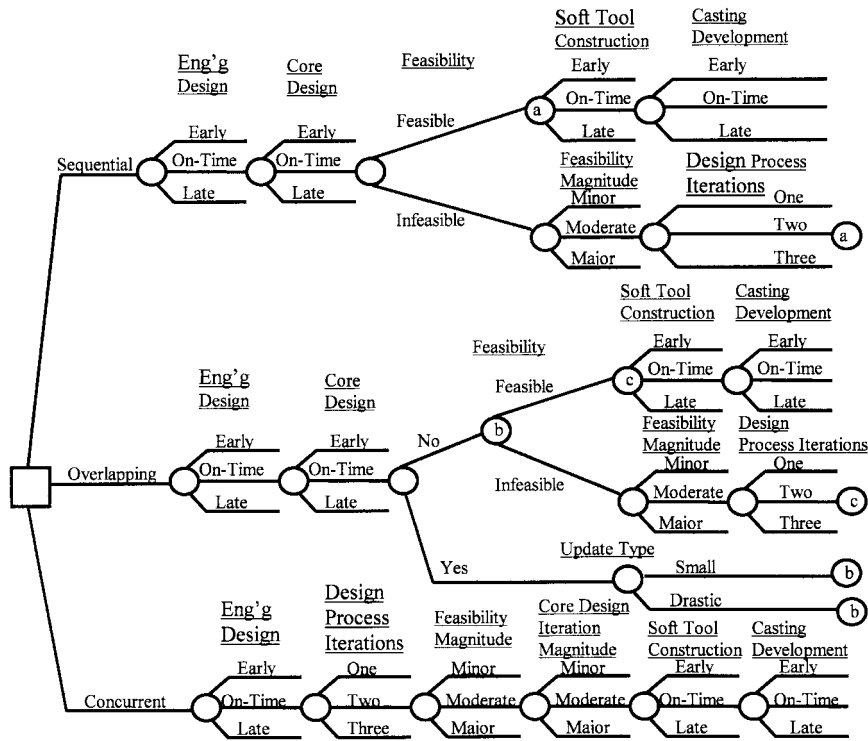 Soft Tool
Construction
Casting
Development
Eng'g
Design
Core
Design
Feasibility
Early
On-Time
Late
Early
On-Time
Late
Feasible
a
Sequential
Early
On-Time
Late
Early
On-Time
Late
Infeasible
Feasibility
Magnitude
Design Process
Iterations
Minor
Moderate
Major
One
Two
Three
a
Soft Tool
Construction
Casting
Development
Feasibility
Eng'g
Design
Core
Design
Feasible
c
Early
On-Time
Late
Early
On-Time
Late
Overlapping
Early
On-Time
Late
Early
On-Time
Late
No
b
Infeasible
Feasibility
Magnitude
Design
Process Iterations
Minor
Moderate
Major
One
Two
Three
c
Yes
Update Type
Small
b
Drastic
b
Eng'g
Design
Design
Process
Iterations
Feasibility
Magnitude
Core Design
Iteration
Magnitude
Soft Tool
Construction
Casting
Development
Concurrent
Early
On-Time
Late
One
Two
Three
Minor
Moderate
Major
Minor
Moderate
Major
Early
On-Time
Late
Early
On-Time
Late